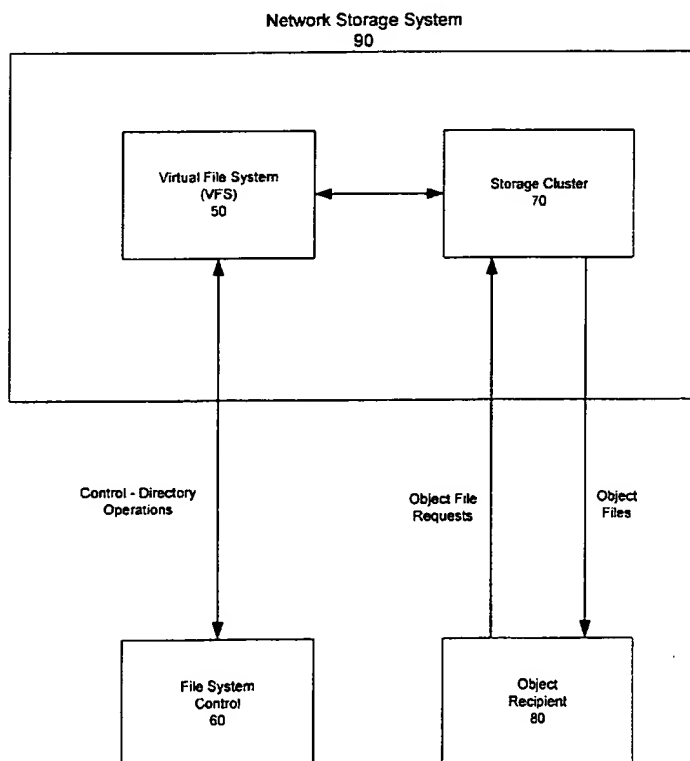 Network Storage System
90
Virtual File System
(VFS)
50
Storage Cluster
70
Control - Directory
Operations
Object File
Requests
Object
Files
File System
Control
60
Object
Recipient
80